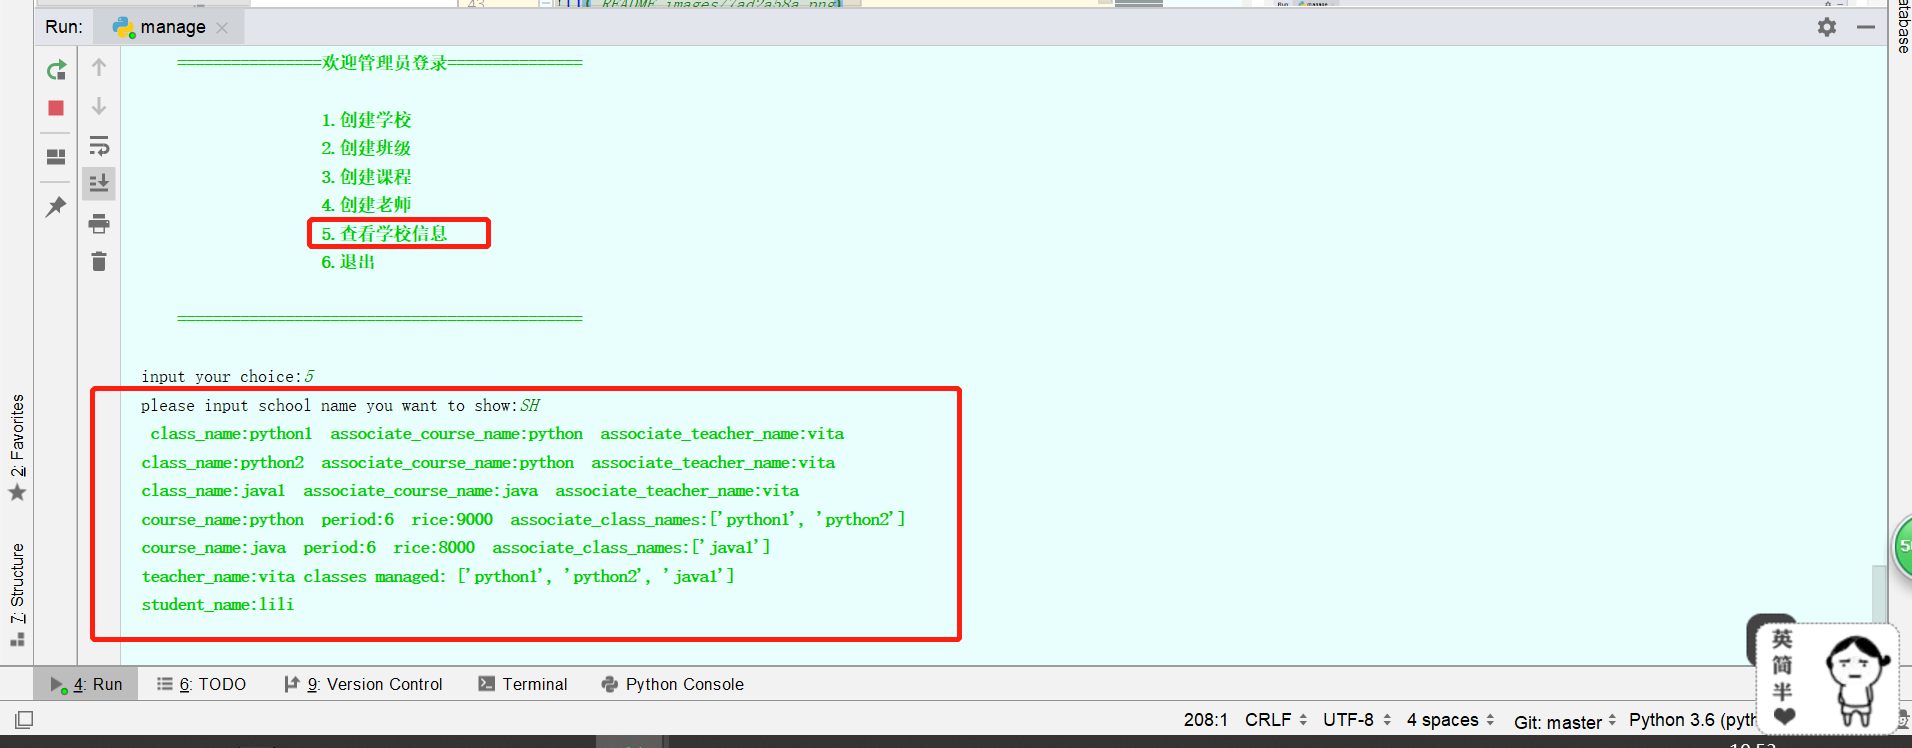 43
README_images/7ad2a58a.png)
Run: manage
================欢迎管理员登录===============
1.创建学校
2.创建班级
3.创建课程
4.创建老师
5.查看学校信息
6.退出
=============================================
input your choice:5
please input school name you want to show:SH
class_name:python1  associate_course_name:python  associate_teacher_name:vita
class_name:python2  associate_course_name:python  associate_teacher_name:vita
class_name:java1  associate_course_name:java  associate_teacher_name:vita
course_name:python  period:6  rice:9000  associate_class_names:['python1', 'python2']
course_name:java  period:6  rice:8000  associate_class_names:['java1']
teacher_name:vita classes managed: ['python1', 'python2', 'java1']
student_name:lili
2: Favorites
7: Structure
atabase
英
简
半
4: Run  6: TODO  9: Version Control  Terminal  Python Console
208:1  CRLF  UTF-8  4 spaces  Git: master  Python 3.6 (pyth